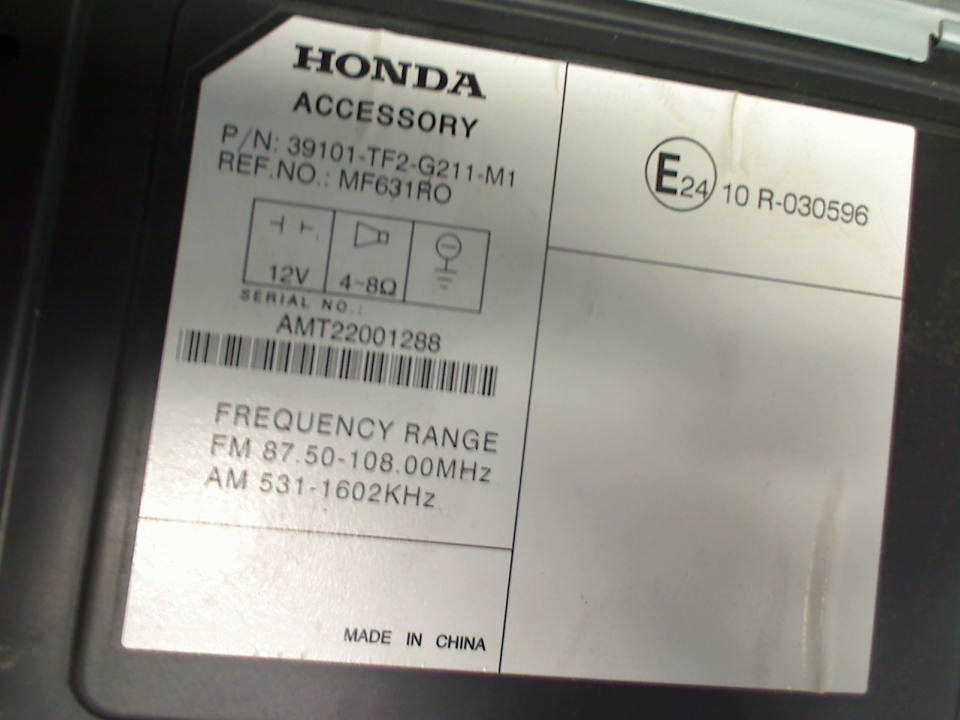 HONDA
ACCESSORY
P/N: 39101-TF2-G211-M1
REF.NO.: MF631RO
12V
4-8Ω
SERIAL NO.:
AMT22001288
FREQUENCY RANGE
FM 87.50-108.00MHz
AM 531-1602KHz
MADE IN CHINA
E24 10 R-030596